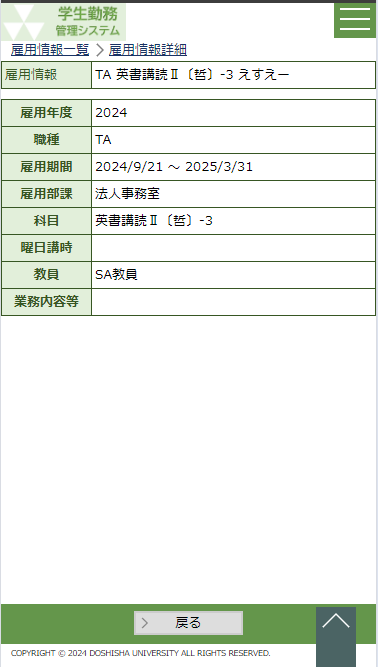 学生勤務
管理システム
雇用情報一覧 > 雇用情報詳細
雇用情報 TA 英書講読Ⅱ〔哲〕-3 えすえー
雇用年度 2024
職種 TA
雇用期間 2024/9/21 ～ 2025/3/31
雇用部課 法人事務室
科目 英書講読Ⅱ〔哲〕-3
曜日講時
教員 SA教員
業務内容等
戻る
COPYRIGHT © 2024 DOSHISHA UNIVERSITY ALL RIGHTS RESERVED.